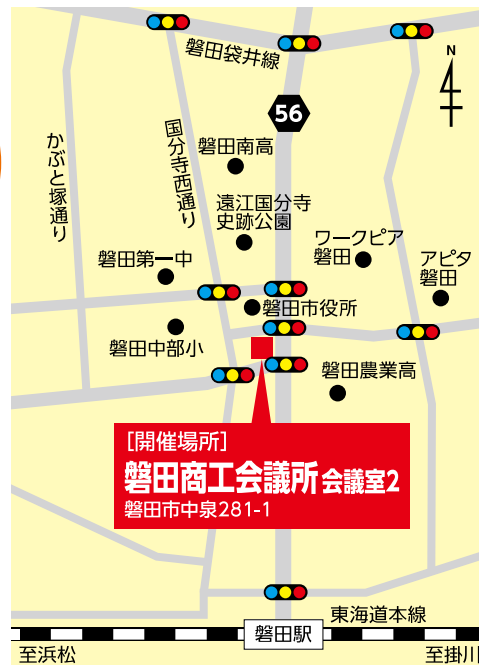 磐田袋井線
N
56
かぶと塚通り
国分寺西通り
磐田南高
遠江国分寺
史跡公園
ワークピア
磐田
アピタ
磐田
磐田第一中
磐田市役所
磐田中部小
磐田農業高
［開催場所］
磐田商工会議所 会議室2
磐田市中泉281-1
東海道本線
磐田駅
至浜松
至掛川